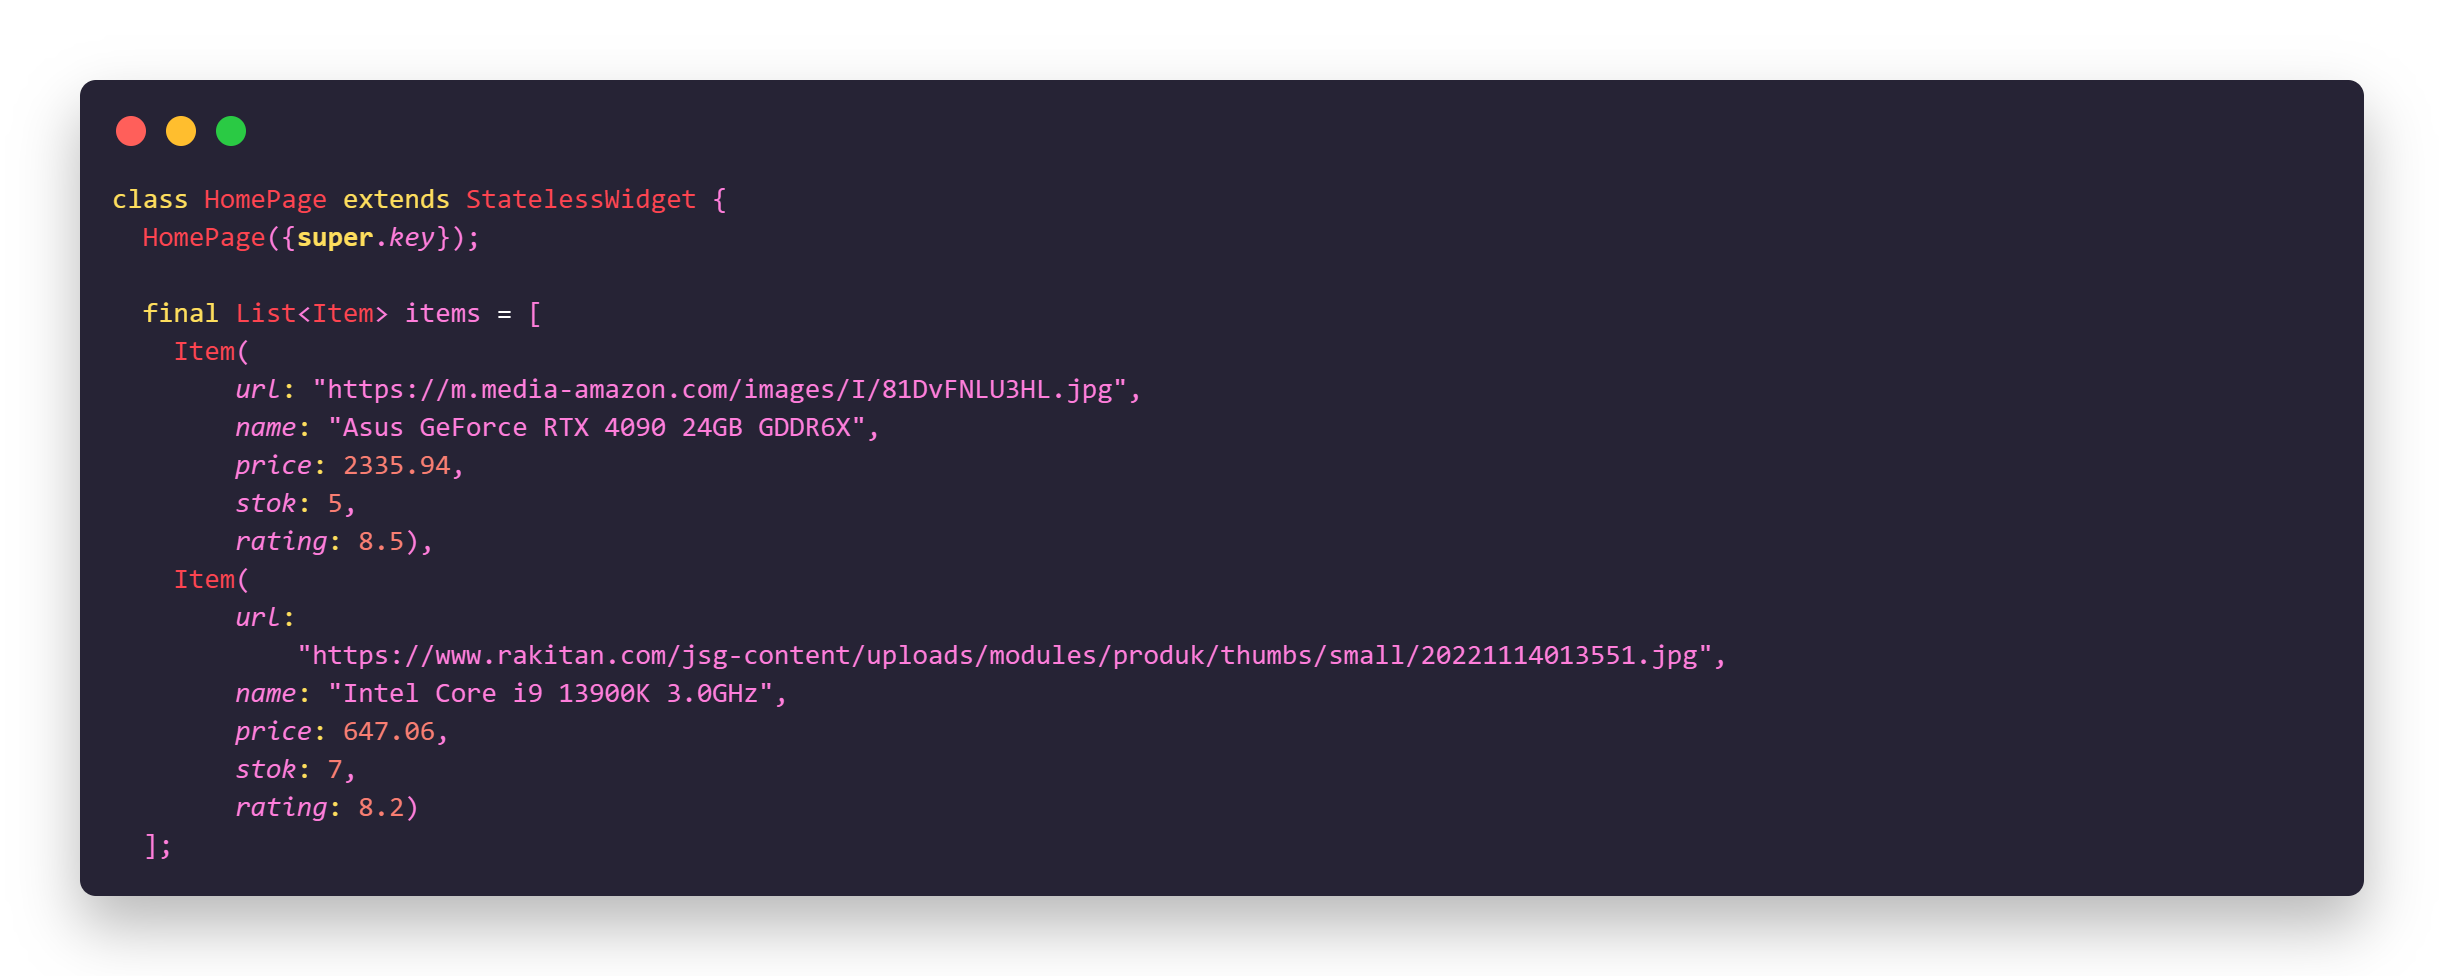 class HomePage extends StatelessWidget {
  HomePage({super.key});

  final List<Item> items = [
    Item(
        url: "https://m.media-amazon.com/images/I/81DvFNLU3HL.jpg",
        name: "Asus GeForce RTX 4090 24GB GDDR6X",
        price: 2335.94,
        stok: 5,
        rating: 8.5),
    Item(
        url:
            "https://www.rakitan.com/jsg-content/uploads/modules/produk/thumbs/small/20221114013551.jpg",
        name: "Intel Core i9 13900K 3.0GHz",
        price: 647.06,
        stok: 7,
        rating: 8.2)
  ];